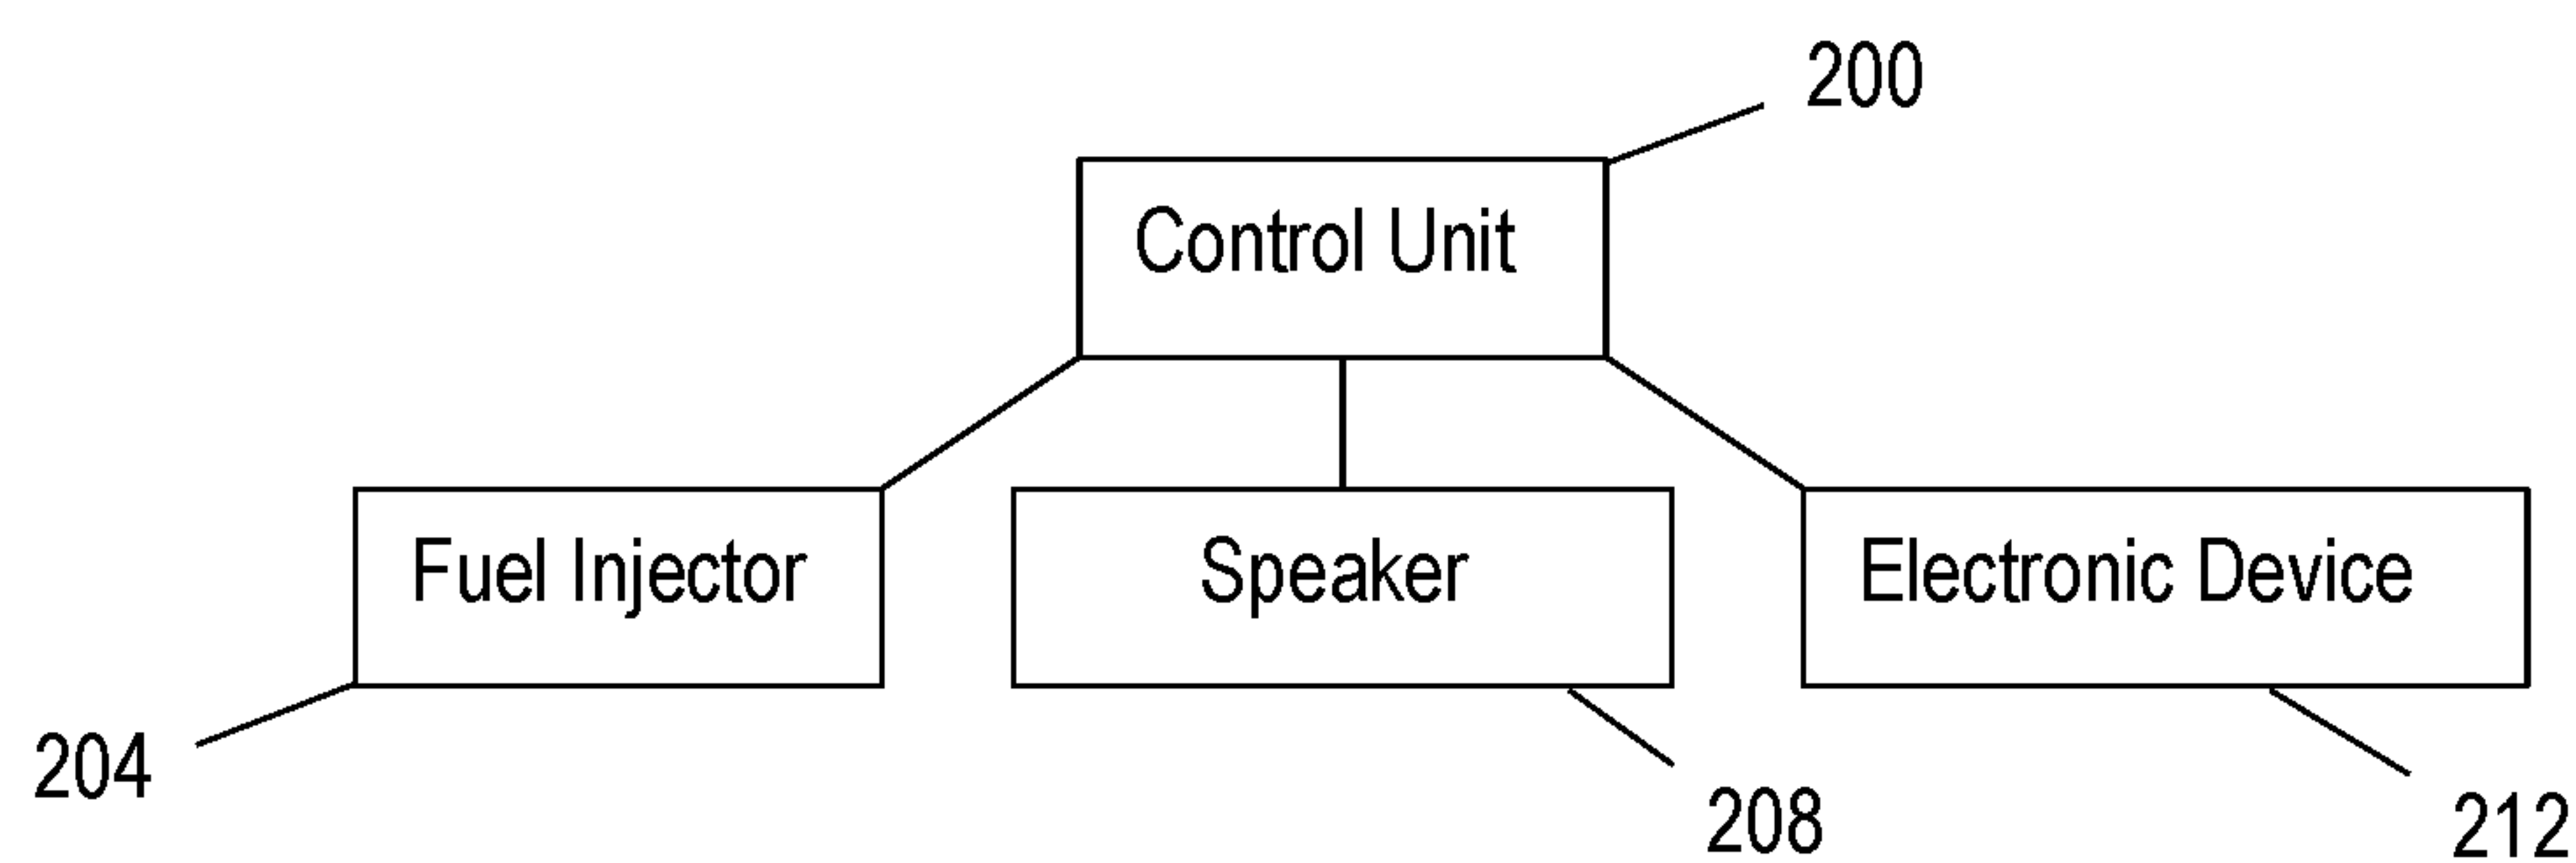 200
Control Unit
Fuel Injector
Speaker
Electronic Device
204
208
212